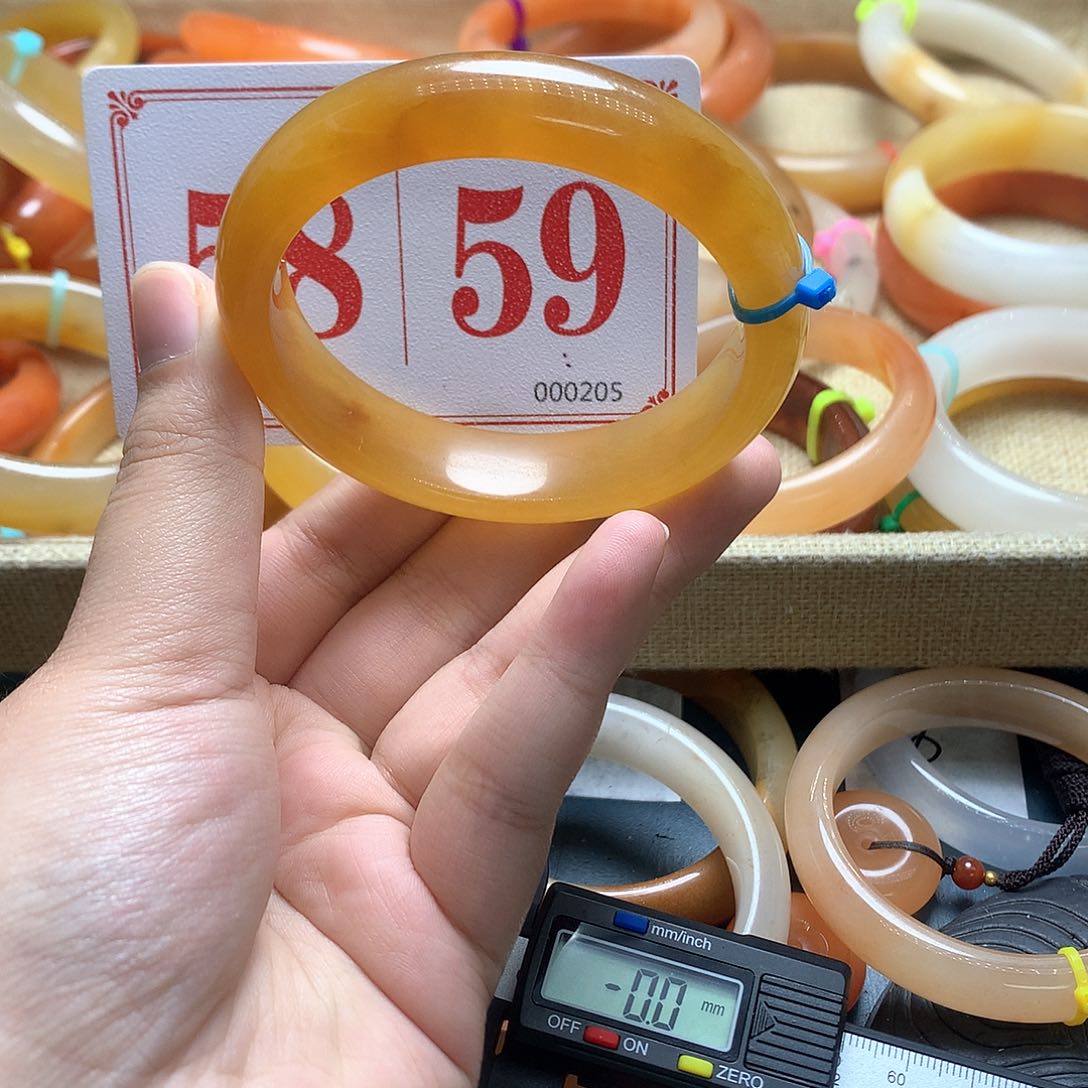 58 59
000205
mm/inch
-0.0 mm
OFF ON
ZERO
60